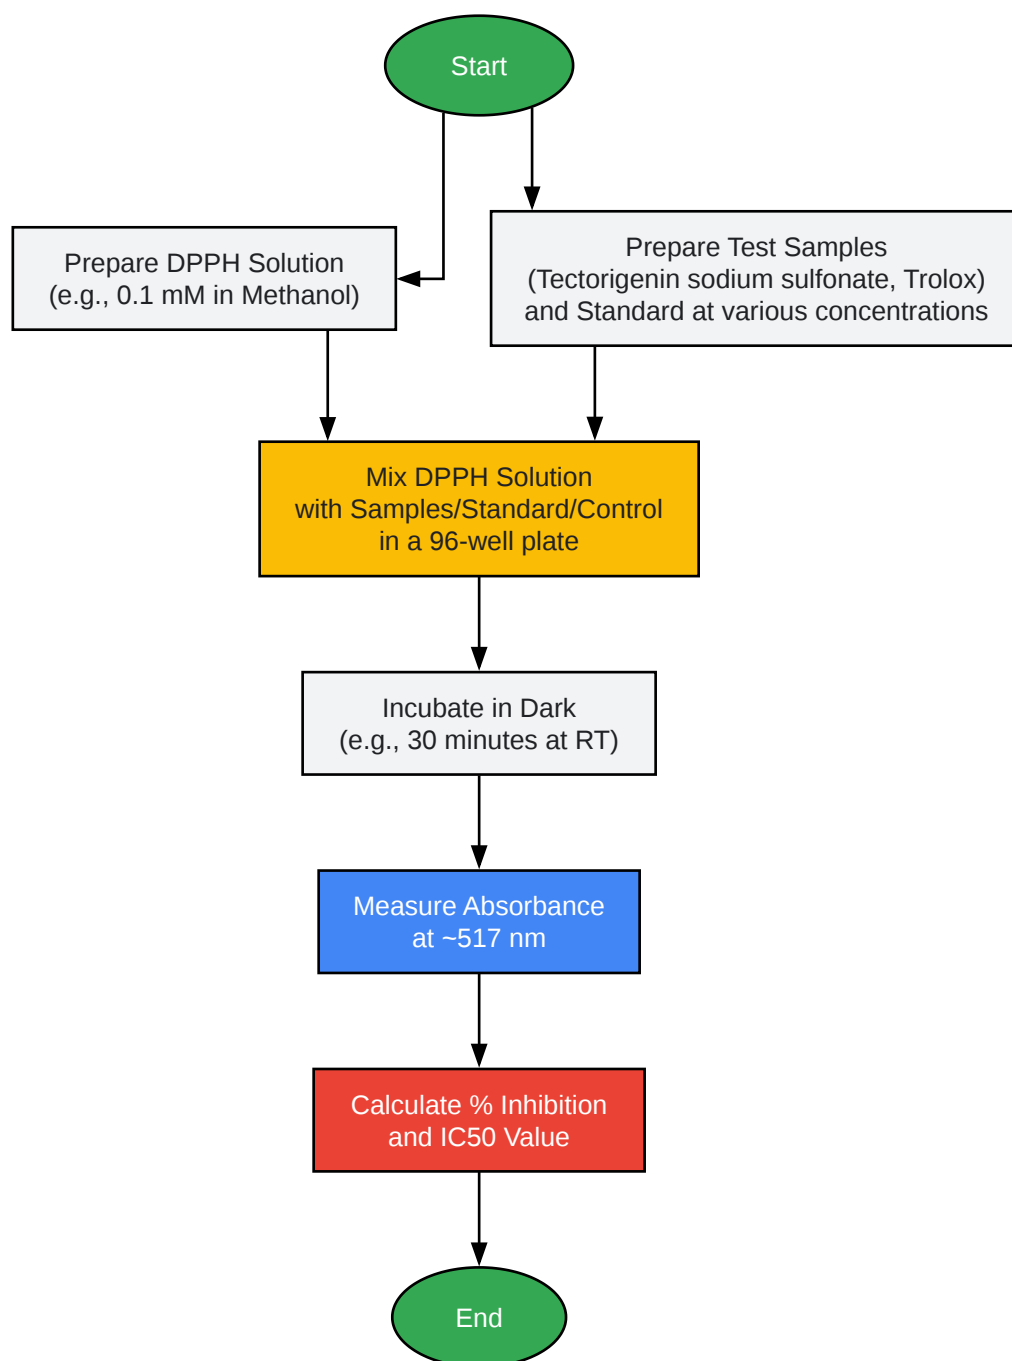 Start
Prepare DPPH Solution
(e.g., 0.1 mM in Methanol)
Prepare Test Samples
(Tectorigenin sodium sulfonate, Trolox)
and Standard at various concentrations
Mix DPPH Solution
with Samples/Standard/Control
in a 96-well plate
Incubate in Dark
(e.g., 30 minutes at RT)
Measure Absorbance
at ~517 nm
Calculate % Inhibition
and IC50 Value
End